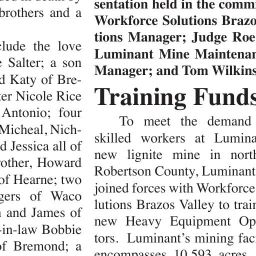 brothers and a
clude the love
Salter; a son
d Katy of Bre-
ter Nicole Rice
Antonio; four
Micheal, Nich-
d Jessica all of
rother, Howard
of Hearne; two
gers of Waco
and James of
-in-law Bobbie
of Bremond; a
sentation held in the commi
Workforce Solutions Brazo
tions Manager; Judge Roe
Luminant Mine Maintenan
Manager; and Tom Wilkins
Training Funds
To meet the demand
skilled workers at Lumina
new lignite mine in north
Robertson County, Luminant
joined forces with Workforce
lutions Brazos Valley to train
new Heavy Equipment Op
tors. Luminant's mining fac
encompasses 10,593 acres